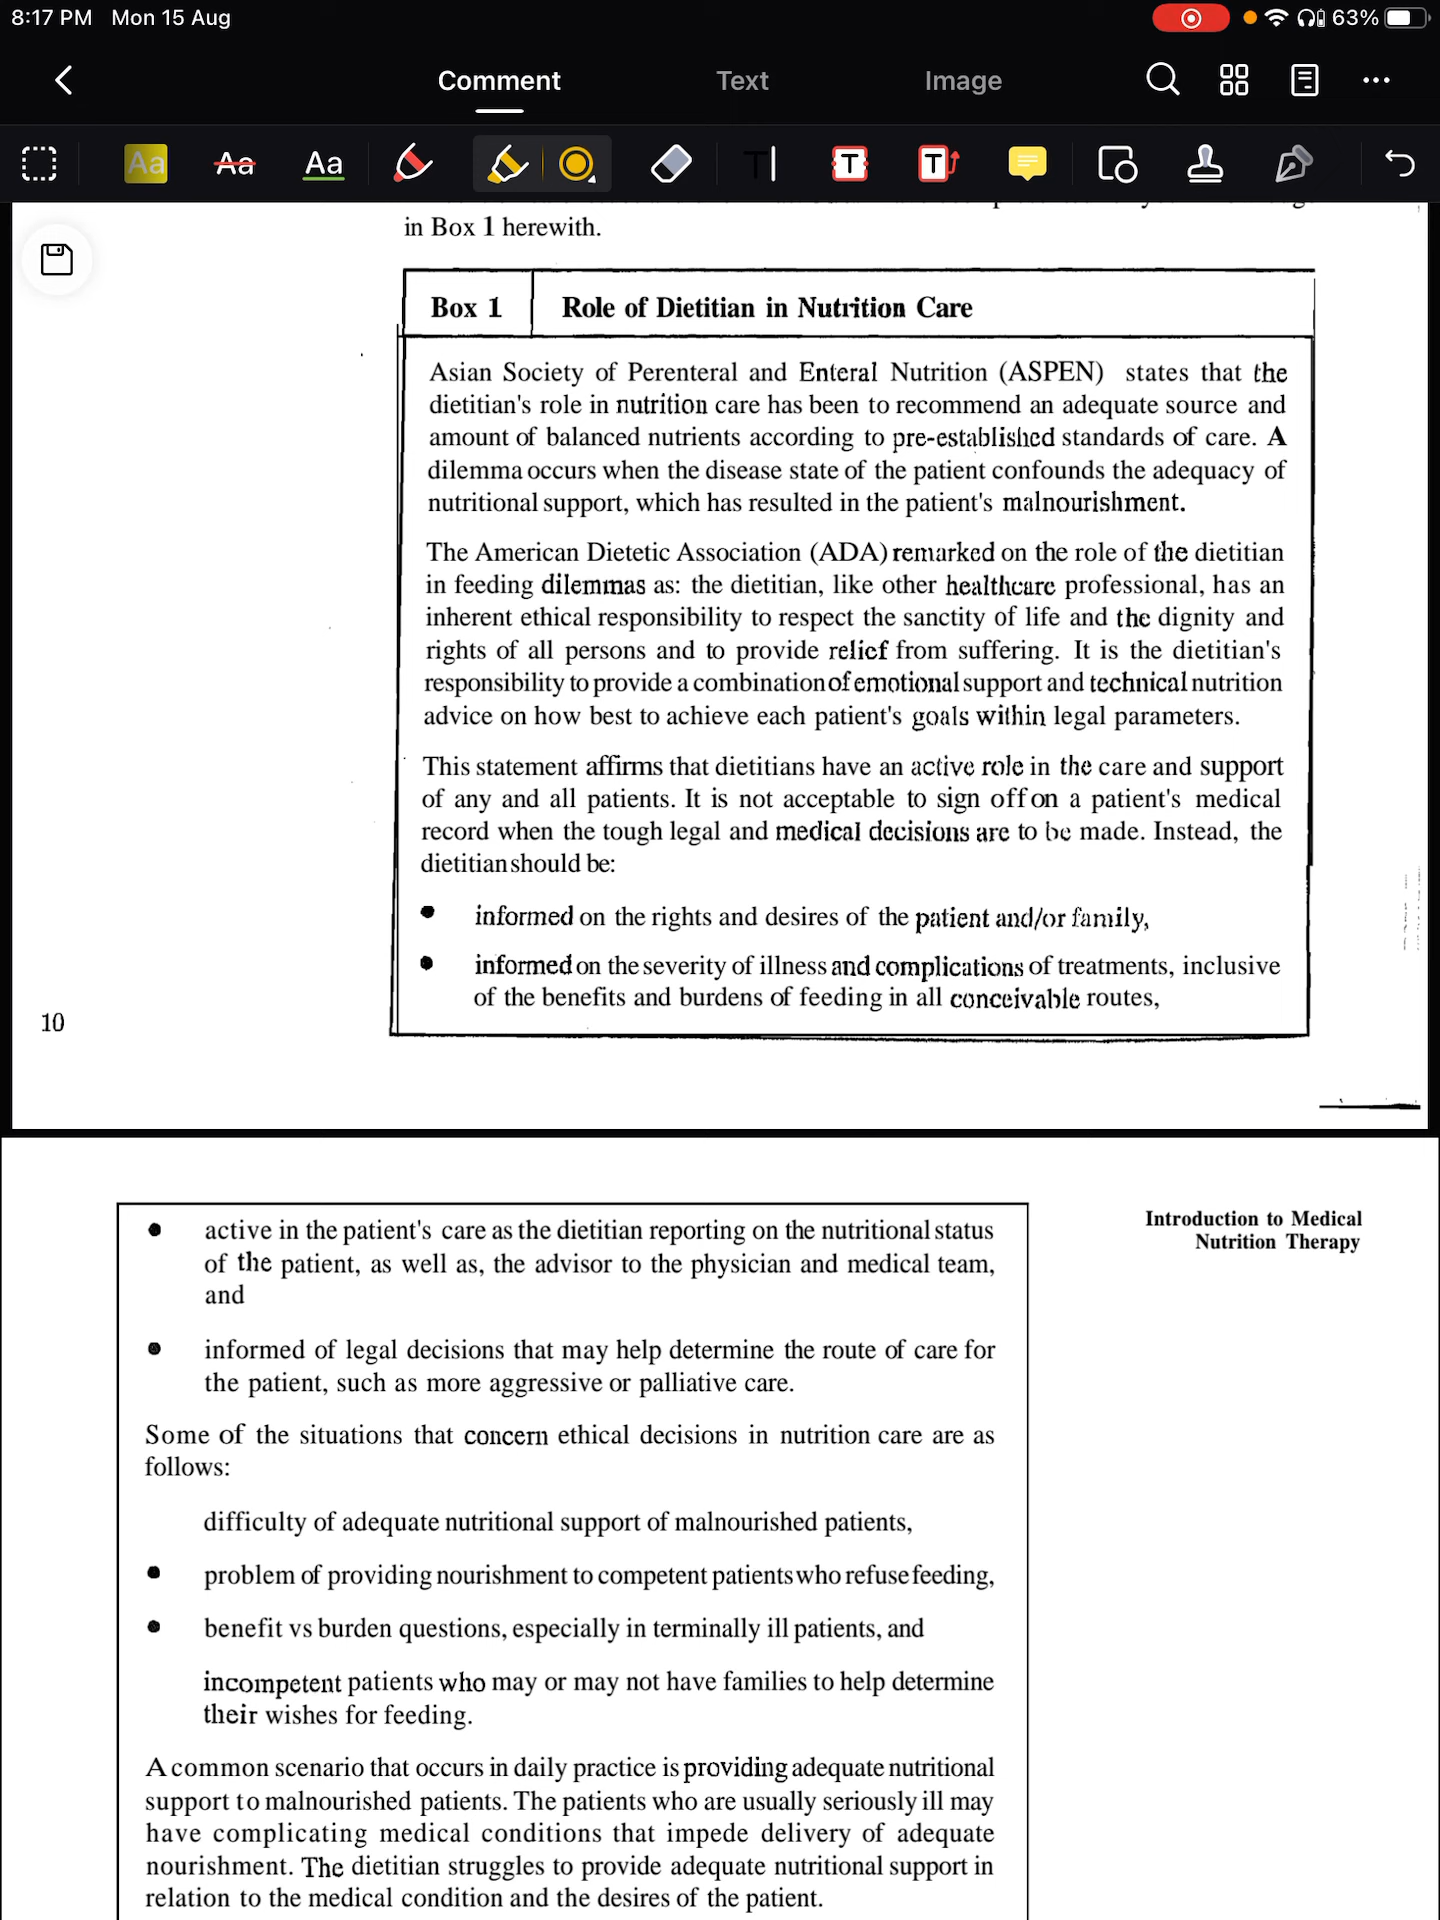 8:17 PM Mon 15 Aug
63%
Comment
Text
Image
Aa
Aa
Aa
T
T
T
in Box 1 herewith.
Box 1
Role of Dietitian in Nutrition Care
Asian Society of Perenteral and Enteral Nutrition (ASPEN) states that the
dietitian's role in nutrition care has been to recommend an adequate source and
amount of balanced nutrients according to pre-established standards of care. A
dilemma occurs when the disease state of the patient confounds the adequacy of
nutritional support, which has resulted in the patient's malnourishment.
The American Dietetic Association (ADA) remarked on the role of the dietitian
in feeding dilemmas as: the dietitian, like other healthcare professional, has an
inherent ethical responsibility to respect the sanctity of life and the dignity and
rights of all persons and to provide relief from suffering. It is the dietitian's
responsibility to provide a combination of emotional support and technical nutrition
advice on how best to achieve each patient's goals within legal parameters.
This statement affirms that dietitians have an active role in the care and support
of any and all patients. It is not acceptable to sign off on a patient's medical
record when the tough legal and medical decisions are to be made. Instead, the
dietitian should be:
• informed on the rights and desires of the patient and/or family,
• informed on the severity of illness and complications of treatments, inclusive
of the benefits and burdens of feeding in all conceivable routes,
10
Introduction to Medical
Nutrition Therapy
• active in the patient's care as the dietitian reporting on the nutritional status
of the patient, as well as, the advisor to the physician and medical team,
and
• informed of legal decisions that may help determine the route of care for
the patient, such as more aggressive or palliative care.
Some of the situations that concern ethical decisions in nutrition care are as
follows:
difficulty of adequate nutritional support of malnourished patients,
• problem of providing nourishment to competent patients who refuse feeding,
• benefit vs burden questions, especially in terminally ill patients, and
incompetent patients who may or may not have families to help determine
their wishes for feeding.
A common scenario that occurs in daily practice is providing adequate nutritional
support to malnourished patients. The patients who are usually seriously ill may
have complicating medical conditions that impede delivery of adequate
nourishment. The dietitian struggles to provide adequate nutritional support in
relation to the medical condition and the desires of the patient.